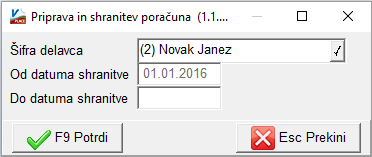 Priprava in shranitev poračuna (1.1....
Šifra delavca (2) Novak Janez
Od datuma shranitve 01.01.2016
Do datuma shranitve
F9 Potrdi Esc Prekini